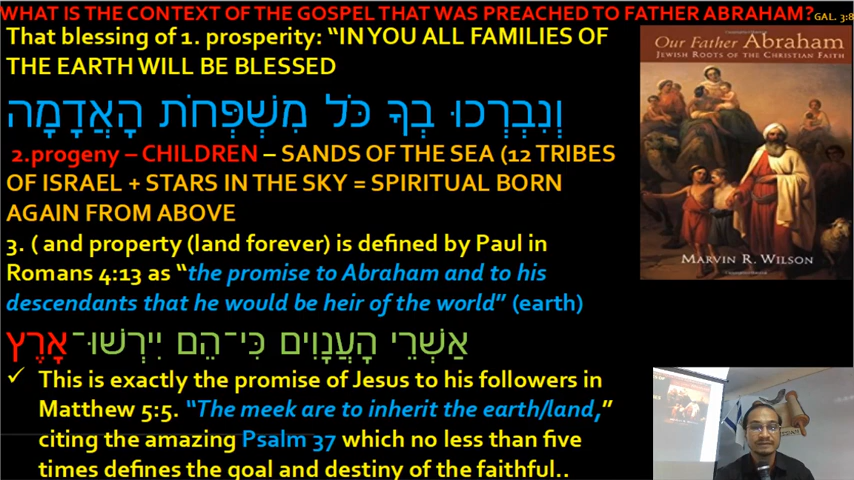 WHAT IS THE CONTEXT OF THE GOSPEL THAT WAS PREACHED TO FATHER ABRAHAM? GAL. 3:8
That blessing of 1. prosperity: “IN YOU ALL FAMILIES OF
THE EARTH WILL BE BLESSED
וְנִבְרְכוּ בְךָ כֹּל מִשְׁפְּחֹת הָאֲדָמָה
2.progeny – CHILDREN – SANDS OF THE SEA (12 TRIBES
OF ISRAEL + STARS IN THE SKY = SPIRITUAL BORN
AGAIN FROM ABOVE
3. ( and property (land forever) is defined by Paul in
Romans 4:13 as “the promise to Abraham and to his
descendants that he would be heir of the world” (earth)
אַשְׁרֵי הָעֲנָוִים כִּי־הֵם יִירְשׁוּ־אָרֶץ
✓ This is exactly the promise of Jesus to his followers in
Matthew 5:5. “The meek are to inherit the earth/land,”
citing the amazing Psalm 37 which no less than five
times defines the goal and destiny of the faithful..
Our Father Abraham
JEWISH ROOTS OF THE CHRISTIAN FAITH
MARVIN R. WILSON